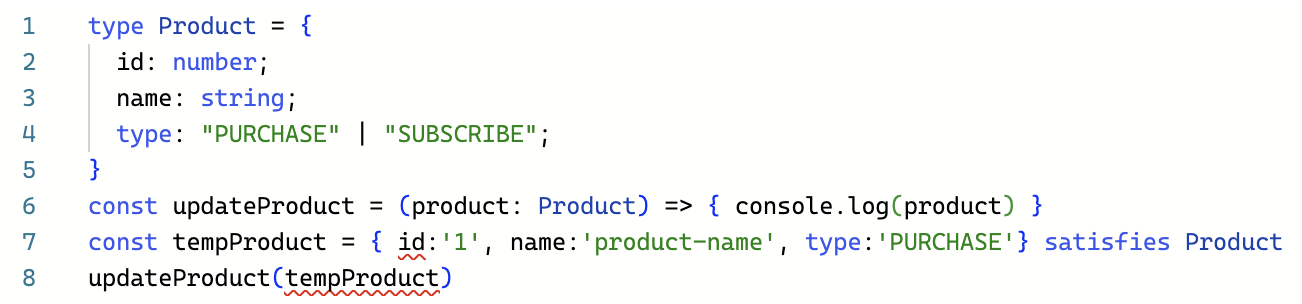 1 type Product = {
2 id: number;
3 name: string;
4 type: "PURCHASE" | "SUBSCRIBE";
5 }
6 const updateProduct = (product: Product) => { console.log(product) }
7 const tempProduct = { id:'1', name:'product-name', type:'PURCHASE'} satisfies Product
8 updateProduct(tempProduct)